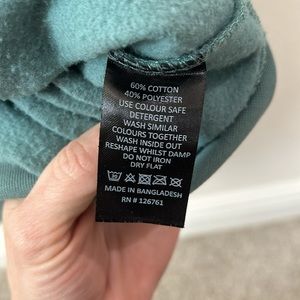 60% COTTON
40% POLYESTER
USE COLOUR SAFE
DETERGENT
WASH SIMILAR
COLOURS TOGETHER
WASH INSIDE OUT
RESHAPE WHILST DAMP
DO NOT IRON
DRY FLAT
MADE IN BANGLADESH
RN # 126761